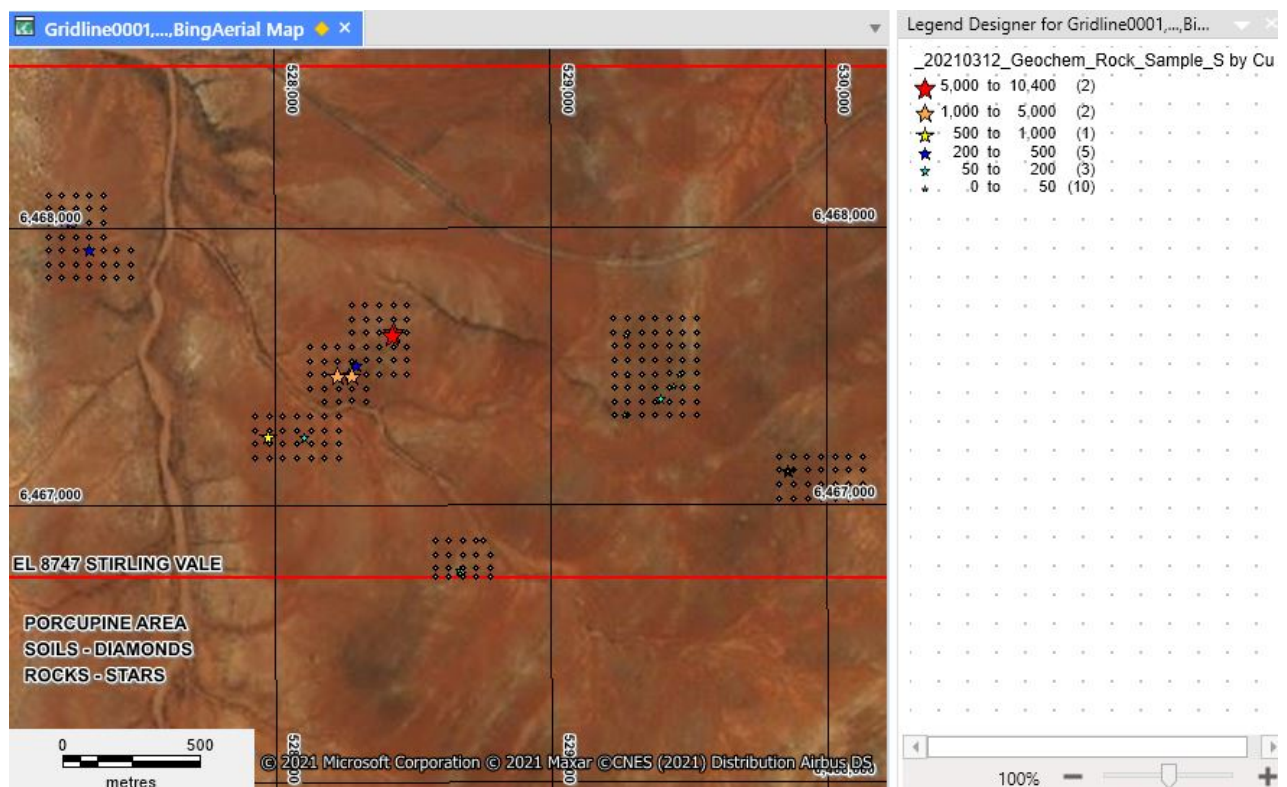 Gridline0001,...,BingAerial Map
Legend Designer for Gridline0001,...,Bi...
_20210312_Geochem_Rock_Sample_S by Cu
5,000 to 10,400 (2)
1,000 to 5,000 (2)
500 to 1,000 (1)
200 to 500 (5)
50 to 200 (3)
0 to 50 (10)
528,000
529,000
530,000
6,468,000
6,468,000
6,467,000
6,467,000
EL 8747 STIRLING VALE
PORCUPINE AREA
SOILS - DIAMONDS
ROCKS - STARS
0 500
metres
529,000
© 2021 Microsoft Corporation © 2021 Maxar ©CNES (2021) Distribution Airbus DS
100%